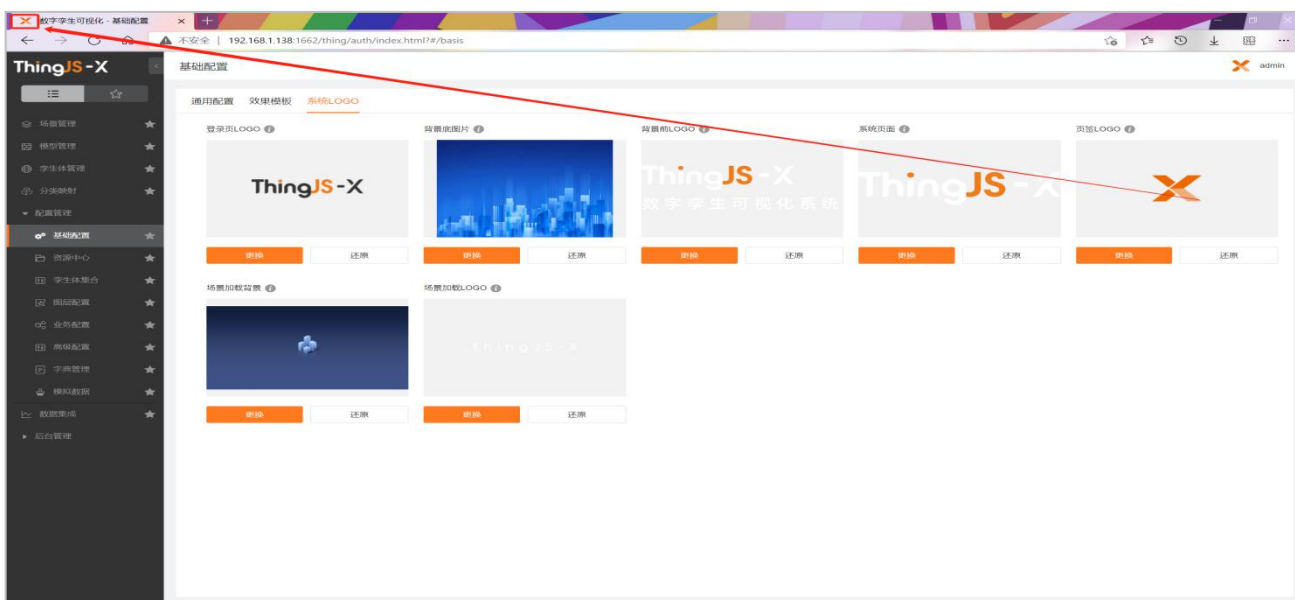 数字孪生可视化 - 基础配置
不安全 | 192.168.1.138:1662/thing/auth/index.html?#/basis
ThingJS-X
基础配置
admin
通用配置 效果模板 系统LOGO
场景管理
模型管理
孪生体管理
分类映射
配置管理
基础配置
资源中心
孪生体集合
图层配置
业务配置
高级配置
字典管理
模拟数据
数据集成
后台管理
登录页LOGO
背景底图片
背景前LOGO
系统页面
页签LOGO
ThingJS-X
ThingJS-X
数字孪生可视化系统
ThingJS-X
更换 还原
更换 还原
更换 还原
更换 还原
更换 还原
场景加载背景
场景加载LOGO
ThingJS-X
更换 还原
更换 还原